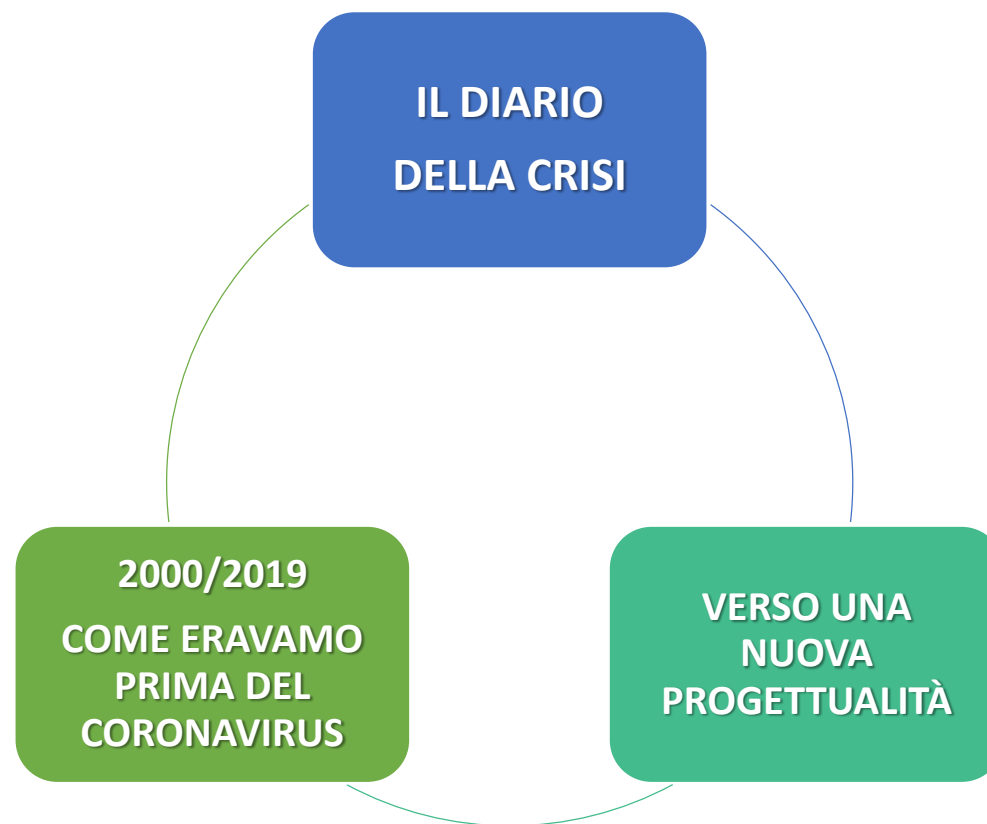 IL DIARIO
DELLA CRISI
2000/2019
COME ERAVAMO
PRIMA DEL
CORONAVIRUS
VERSO UNA
NUOVA
PROGETTUALITÀ